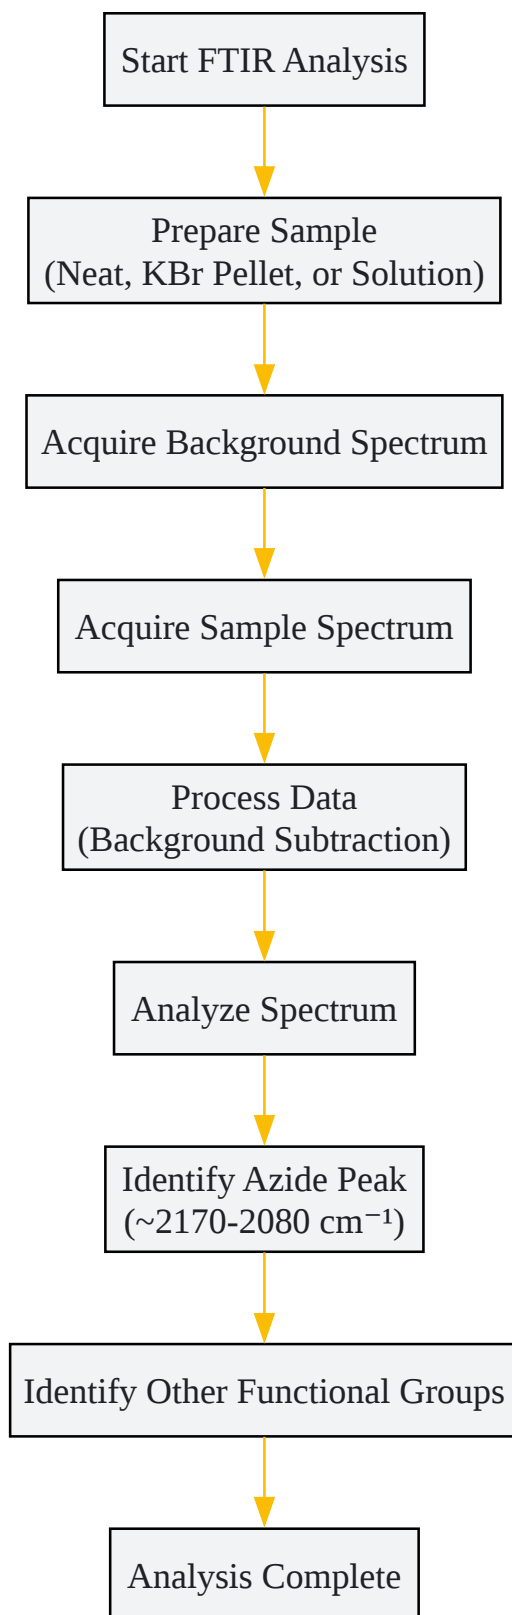 Start FTIR Analysis
Prepare Sample
(Neat, KBr Pellet, or Solution)
Acquire Background Spectrum
Acquire Sample Spectrum
Process Data
(Background Subtraction)
Analyze Spectrum
Identify Azide Peak
(~2170-2080 cm⁻¹)
Identify Other Functional Groups
Analysis Complete